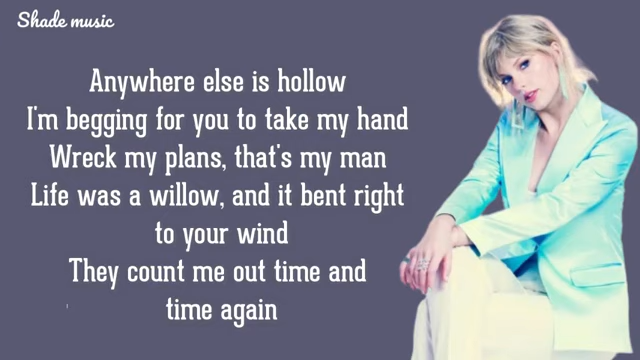 Shade music
Anywhere else is hollow
I'm begging for you to take my hand
Wreck my plans, that's my man
Life was a willow, and it bent right
to your wind
They count me out time and
time again